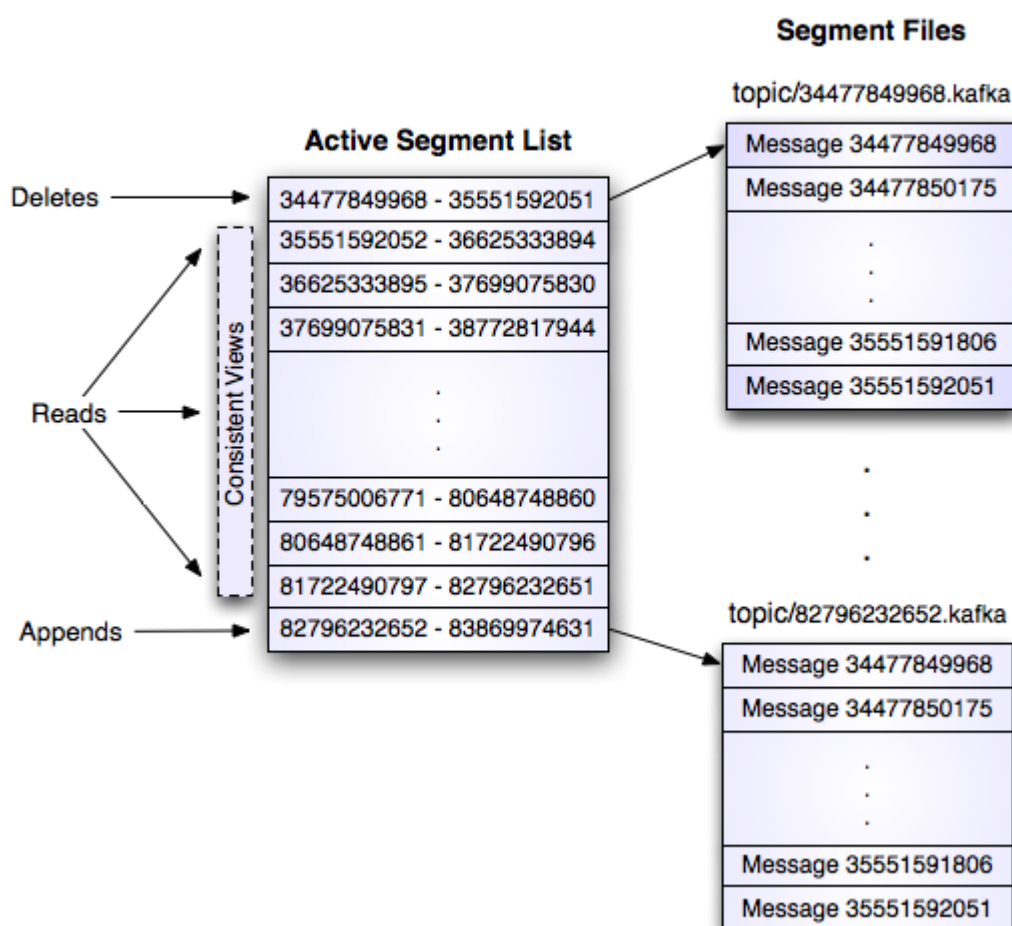 Segment Files
topic/34477849968.kafka
Active Segment List
Message 34477849968
Deletes
34477849968 - 35551592051
Message 34477850175
35551592052 - 36625333894
.
.
.
36625333895 - 37699075830
37699075831 - 38772817944
Message 35551591806
Message 35551592051
Consistent Views
Reads
.
.
.
79575006771 - 80648748860
80648748861 - 81722490796
81722490797 - 82796232651
.
.
.
Appends
82796232652 - 83869974631
topic/82796232652.kafka
Message 34477849968
Message 34477850175
.
.
.
Message 35551591806
Message 35551592051